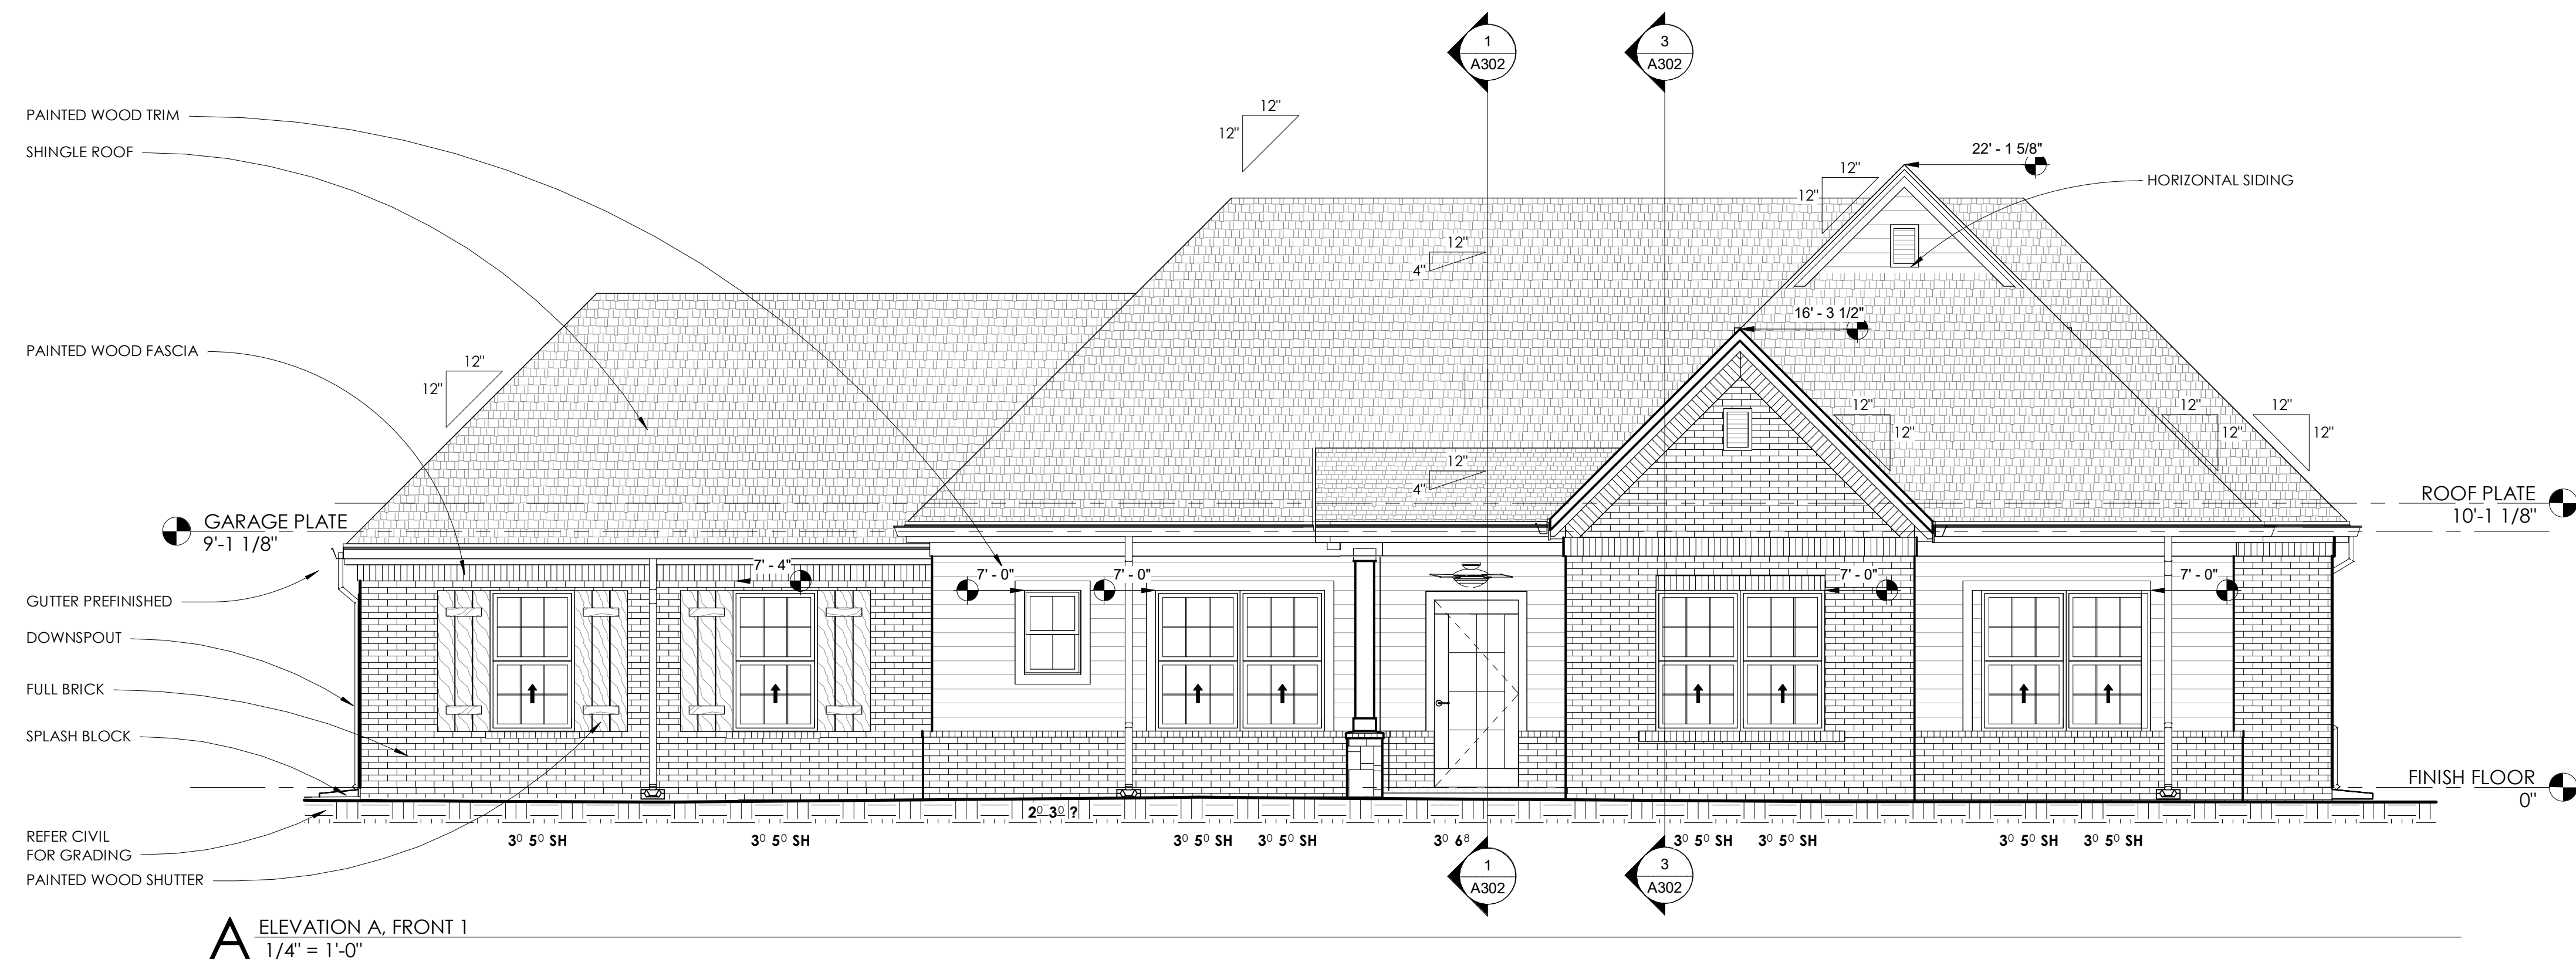 1
A302
3
A302
PAINTED WOOD TRIM
SHINGLE ROOF
12"
12"
22' - 1 5/8"
12"
12"
HORIZONTAL SIDING
12"
4"
16' - 3 1/2"
PAINTED WOOD FASCIA
12"
12"
12"
12"
12"
12"
12"
12"
12"
4"
GARAGE PLATE
9'-1 1/8"
ROOF PLATE
10'-1 1/8"
7' - 4"
7' - 0"
7' - 0"
7' - 0"
7' - 0"
GUTTER PREFINISHED
DOWNSPOUT
FULL BRICK
SPLASH BLOCK
FINISH FLOOR
0"
REFER CIVIL
FOR GRADING
PAINTED WOOD SHUTTER
2⁰ 3⁰ ?
3⁰ 5⁰ SH
3⁰ 5⁰ SH
3⁰ 5⁰ SH
3⁰ 5⁰ SH
3⁰ 6⁸
3⁰ 5⁰ SH
3⁰ 5⁰ SH
3⁰ 5⁰ SH
3⁰ 5⁰ SH
1
A302
3
A302
A
ELEVATION A, FRONT 1
1/4" = 1'-0"